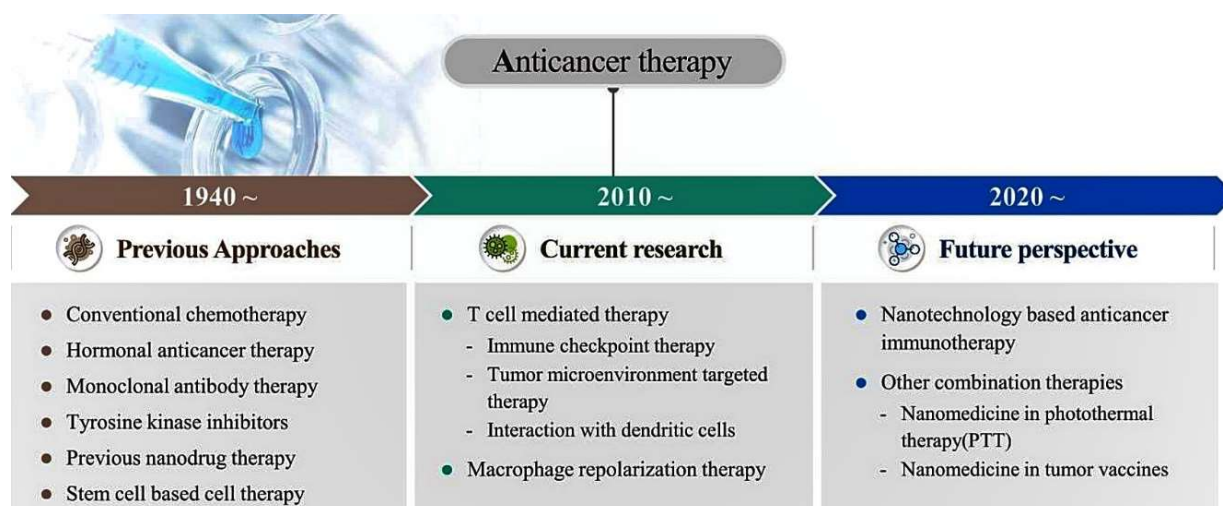 Anticancer therapy
1940 ~
2010 ~
2020 ~
Previous Approaches
Current research
Future perspective
● Conventional chemotherapy
● Hormonal anticancer therapy
● Monoclonal antibody therapy
● Tyrosine kinase inhibitors
● Previous nanodrug therapy
● Stem cell based cell therapy
● T cell mediated therapy
- Immune checkpoint therapy
- Tumor microenvironment targeted
therapy
- Interaction with dendritic cells
● Macrophage repolarization therapy
● Nanotechnology based anticancer
immunotherapy
● Other combination therapies
- Nanomedicine in photothermal
therapy(PTT)
- Nanomedicine in tumor vaccines